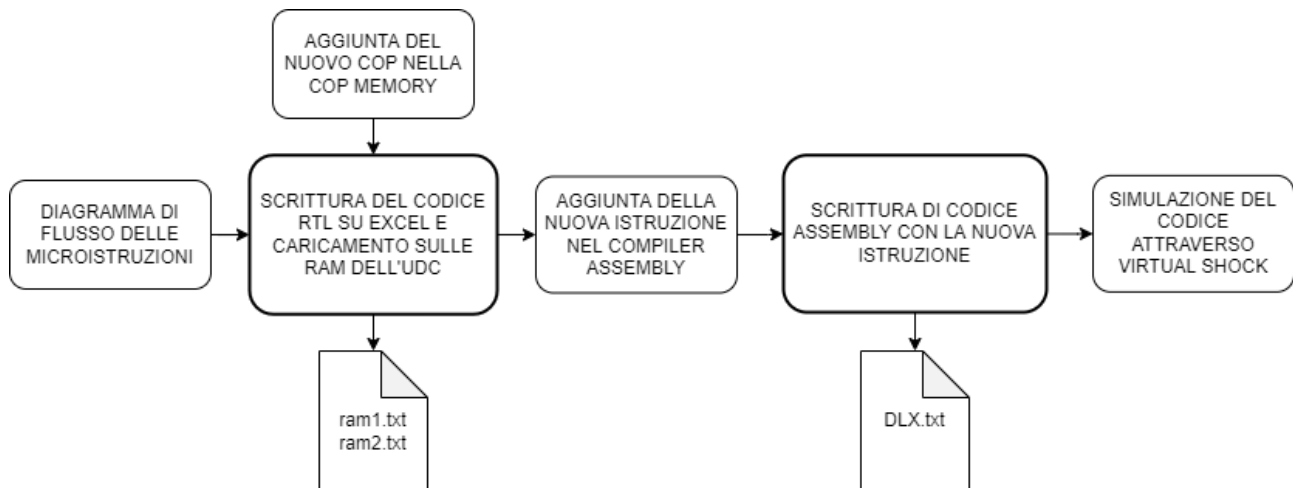 AGGIUNTA DEL
NUOVO COP NELLA
COP MEMORY
DIAGRAMMA DI
FLUSSO DELLE
MICROISTRUZIONI
SCRITTURA DEL CODICE
RTL SU EXCEL E
CARICAMENTO SULLE
RAM DELL'UDC
AGGIUNTA DELLA
NUOVA ISTRUZIONE
NEL COMPILER
ASSEMBLY
SCRITTURA DI CODICE
ASSEMBLY CON LA NUOVA
ISTRUZIONE
SIMULAZIONE DEL
CODICE
ATTRAVERSO
VIRTUAL SHOCK
ram1.txt
ram2.txt
DLX.txt